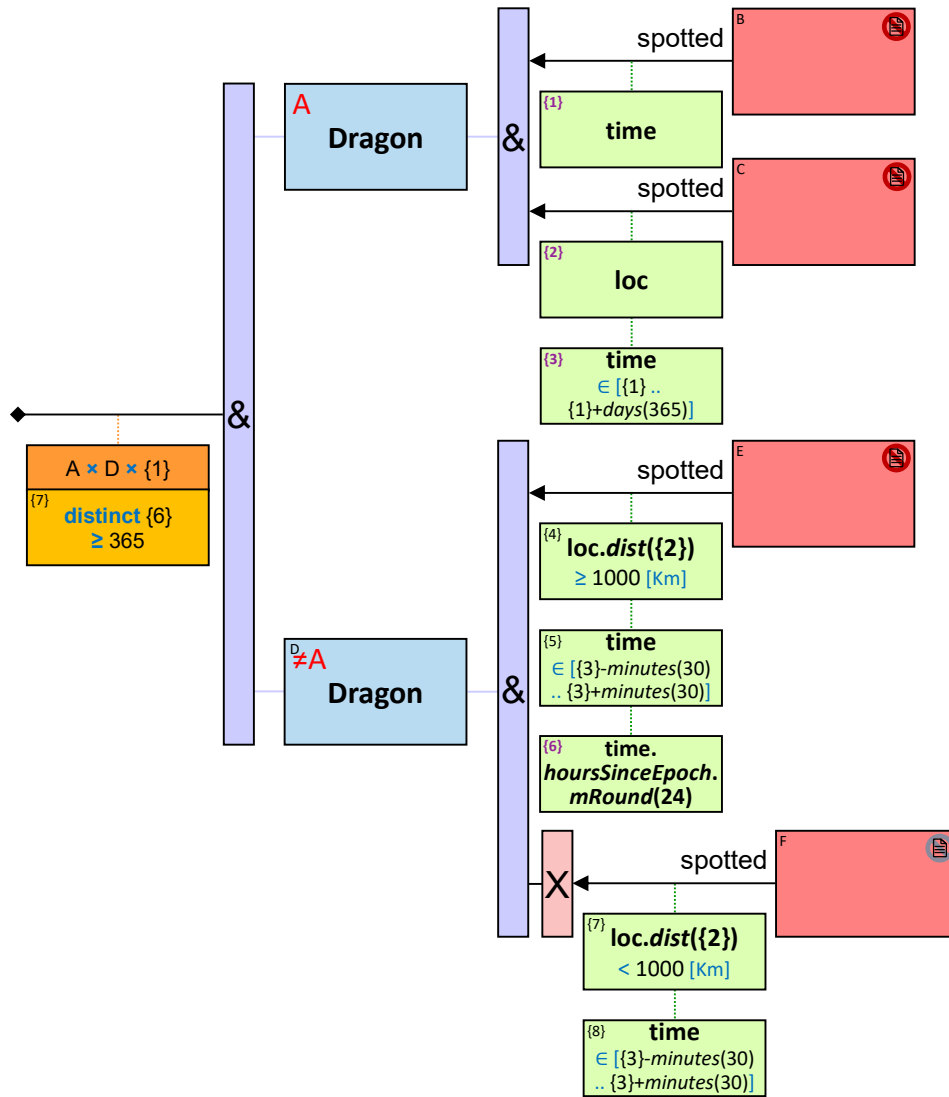 B
spotted
A
Dragon
&
{1}
time
C
spotted
{2}
loc
{3}
time
∈ [{1} ..
{1}+days(365)]
&
A × D × {1}
{7}
distinct {6}
≥ 365
E
spotted
{4}
loc.dist({2})
≥ 1000 [Km]
D
≠A
Dragon
&
{5}
time
∈ [{3}-minutes(30)
.. {3}+minutes(30)]
{6}
time.
hoursSinceEpoch.
mRound(24)
F
spotted
X
{7}
loc.dist({2})
< 1000 [Km]
{8}
time
∈ [{3}-minutes(30)
.. {3}+minutes(30)]